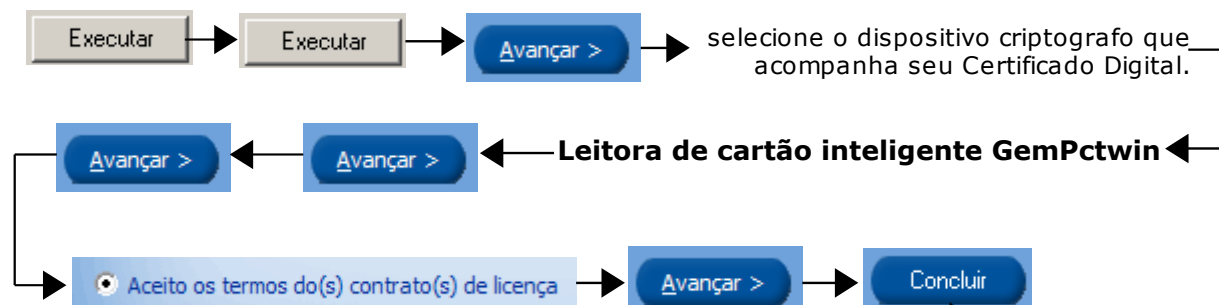 Executar
Executar
Avançar >
selecione o dispositivo criptografo que
acompanha seu Certificado Digital.
Leitora de cartão inteligente GemPctwin
Avançar >
Avançar >
Aceito os termos do(s) contrato(s) de licença
Avançar >
Concluir